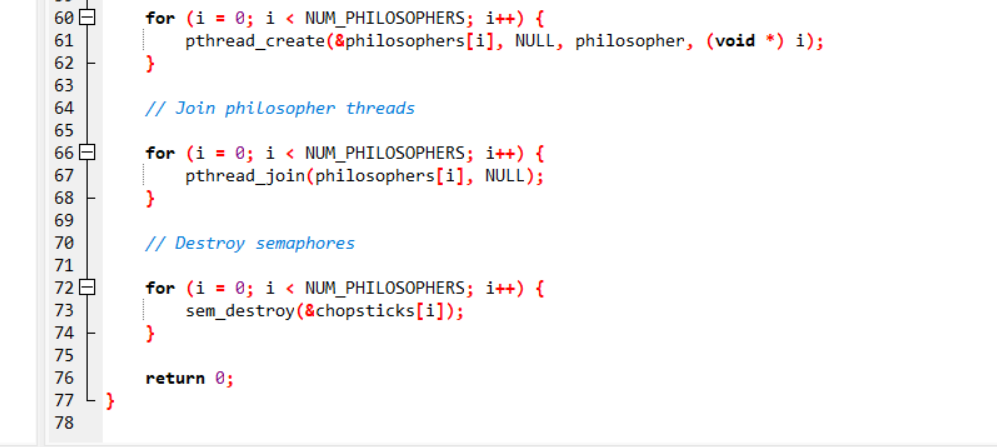 60 for (i = 0; i < NUM_PHILOSOPHERS; i++) {
61 pthread_create(&philosophers[i], NULL, philosopher, (void *) i);
62 }
63
64 // Join philosopher threads
65
66 for (i = 0; i < NUM_PHILOSOPHERS; i++) {
67 pthread_join(philosophers[i], NULL);
68 }
69
70 // Destroy semaphores
71
72 for (i = 0; i < NUM_PHILOSOPHERS; i++) {
73 sem_destroy(&chopsticks[i]);
74 }
75
76 return 0;
77 }
78